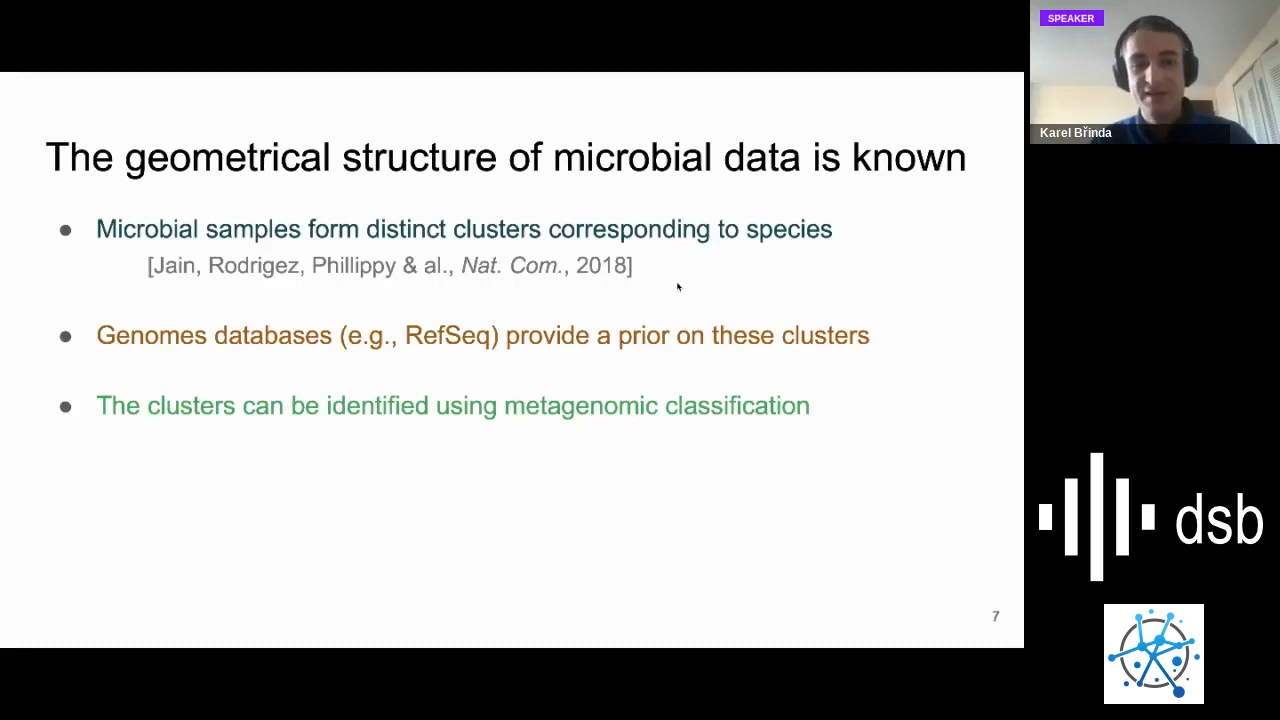 SPEAKER
Karel Břinda
The geometrical structure of microbial data is known
● Microbial samples form distinct clusters corresponding to species
[Jain, Rodrigez, Phillippy & al., Nat. Com., 2018]
● Genomes databases (e.g., RefSeq) provide a prior on these clusters
● The clusters can be identified using metagenomic classification
dsb
7